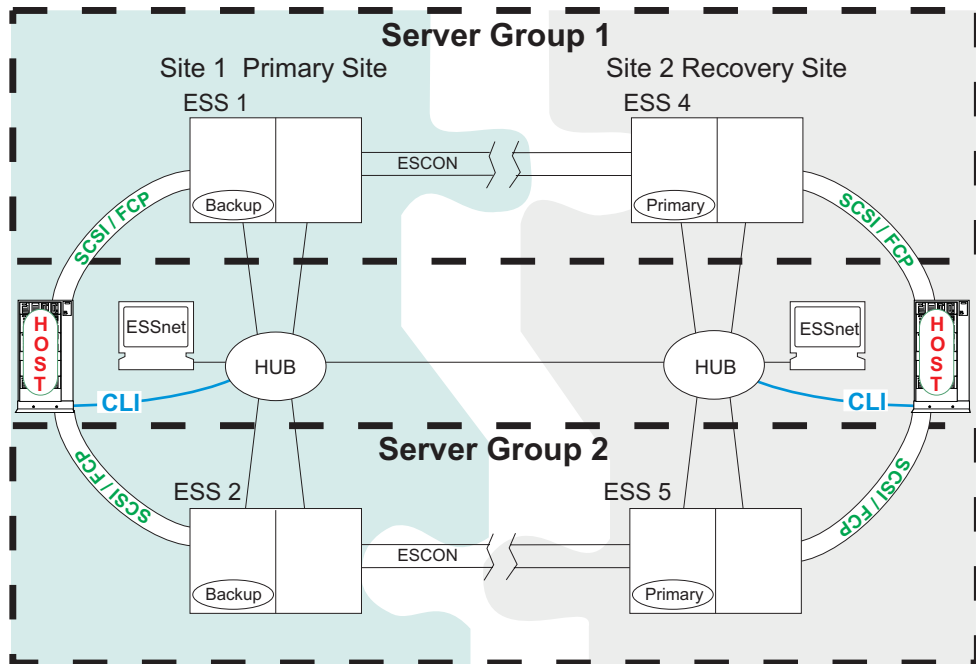 Server Group 1
Site 1 Primary Site
Site 2 Recovery Site
ESS 1
ESS 4
ESCON
Backup
Primary
SCSI / FCP
SCSI / FCP
HOST
ESSnet
HUB
HUB
ESSnet
HOST
CLI
CLI
Server Group 2
ESS 2
ESS 5
SCSI / FCP
SCSI / FCP
ESCON
Backup
Primary